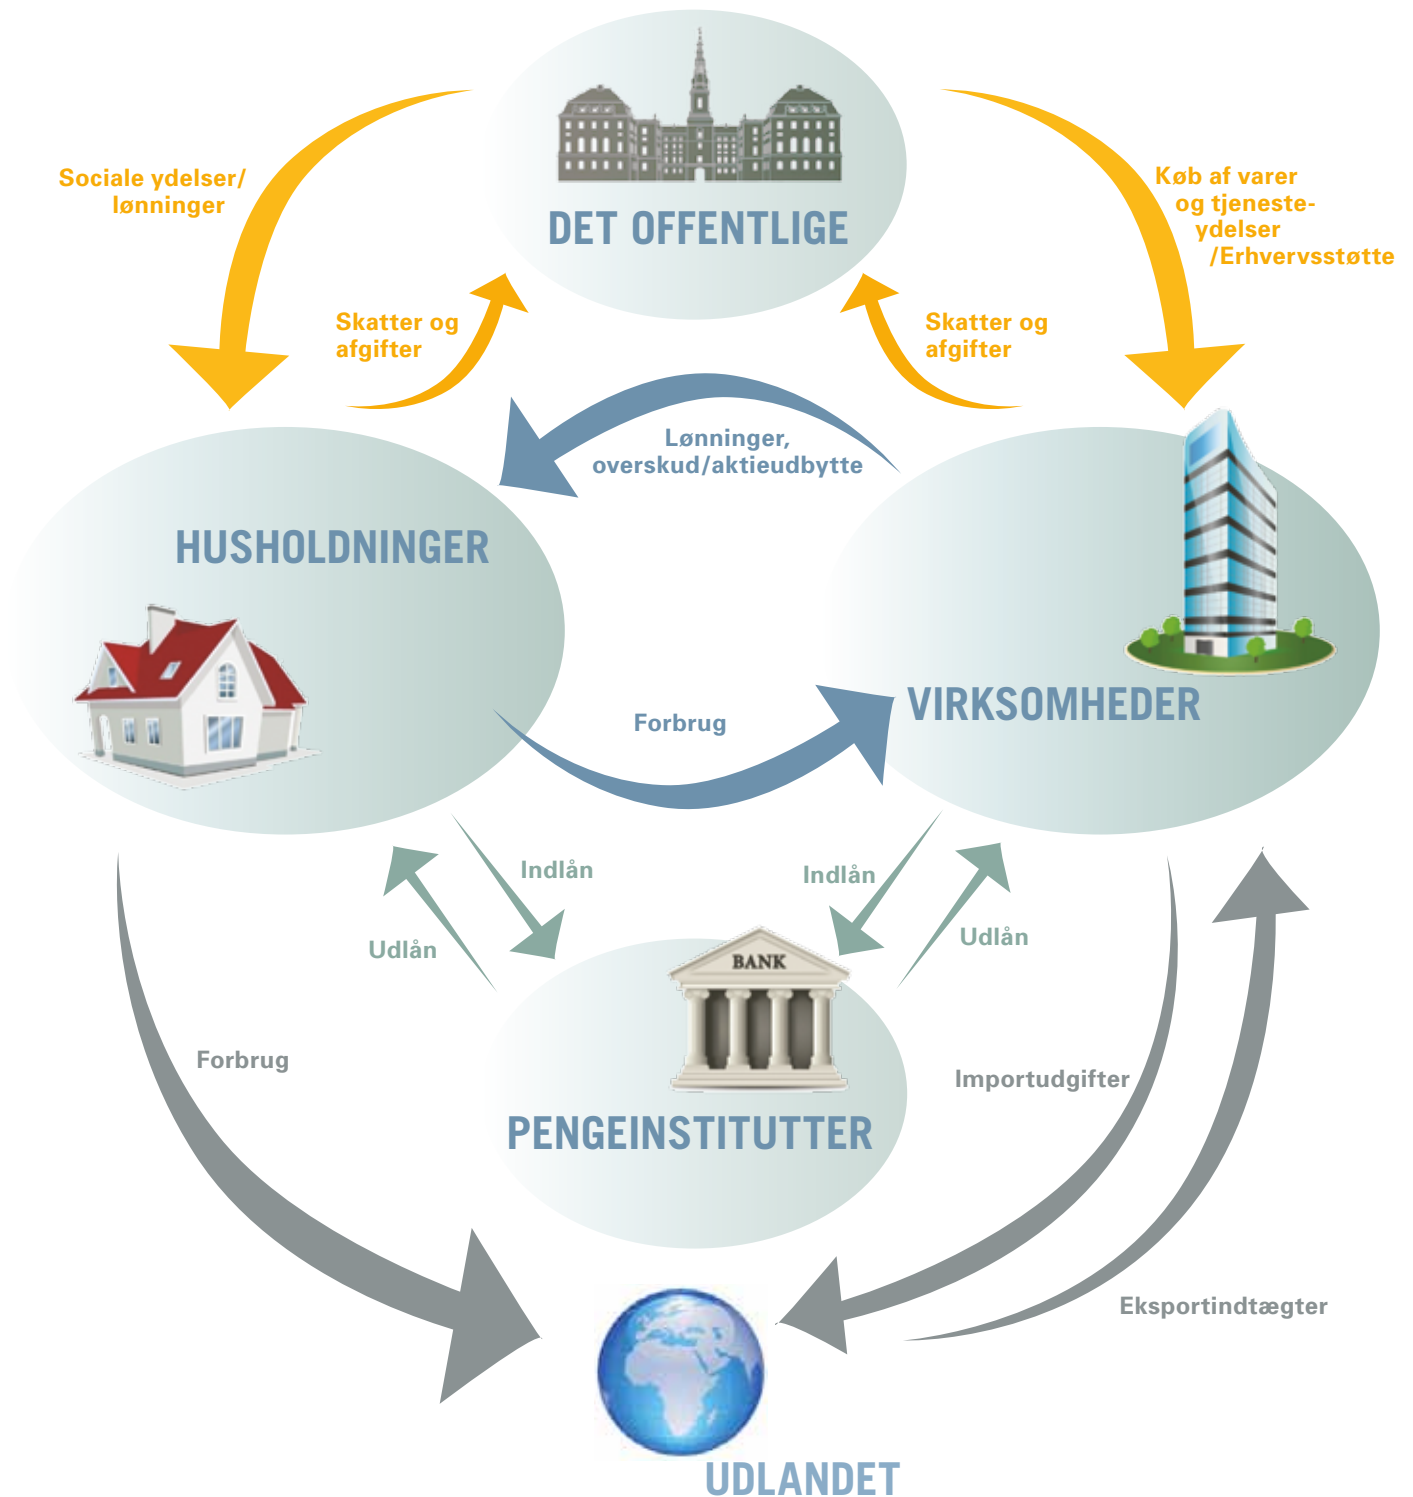 DET OFFENTLIGE
Sociale ydelser/
lønninger
Køb af varer
og tjeneste-
ydelser
/Erhvervsstøtte
Skatter og
afgifter
Skatter og
afgifter
Lønninger,
overskud/aktieudbytte
HUSHOLDNINGER
VIRKSOMHEDER
Forbrug
Indlån
Indlån
Udlån
Udlån
BANK
PENGEINSTITUTTER
Forbrug
Importudgifter
Eksportindtægter
UDLANDET